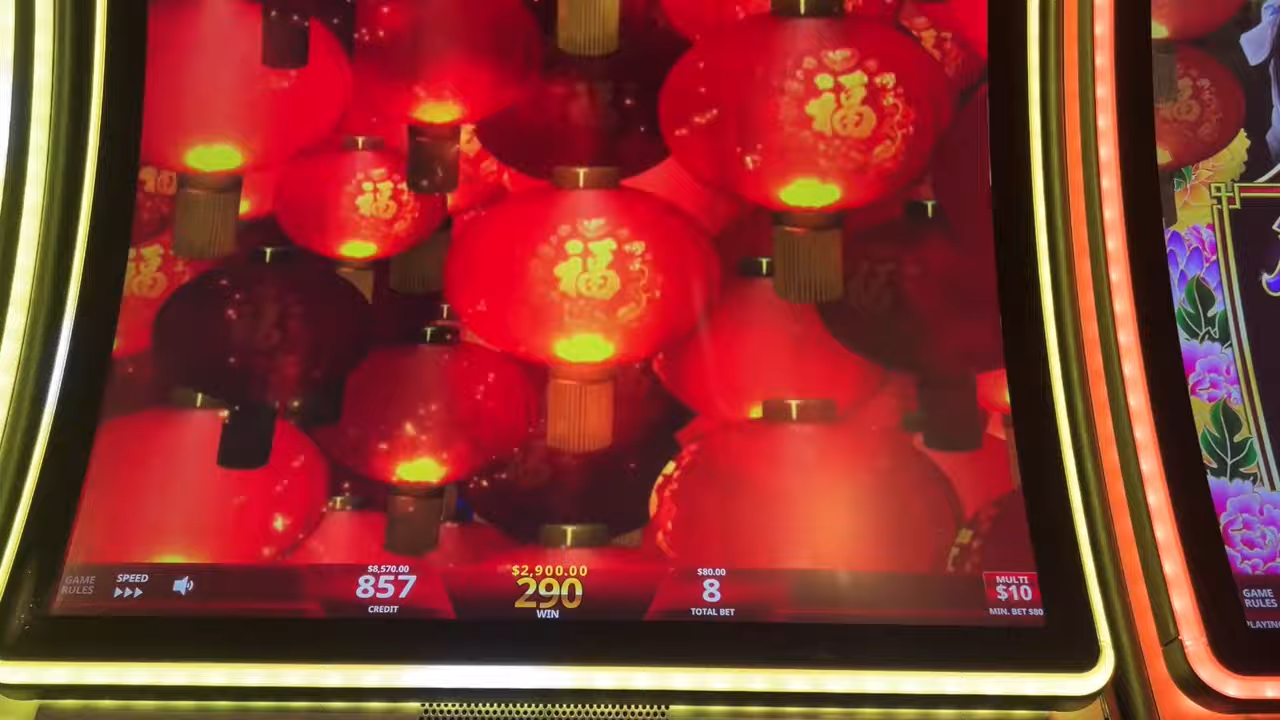 福
福
福
福
福
GAME
RULES
SPEED
$8,570.00
857
CREDIT
$2,900.00
290
WIN
$80.00
8
TOTAL BET
MULTI
$10
MIN. BET $80
GAME
RULES